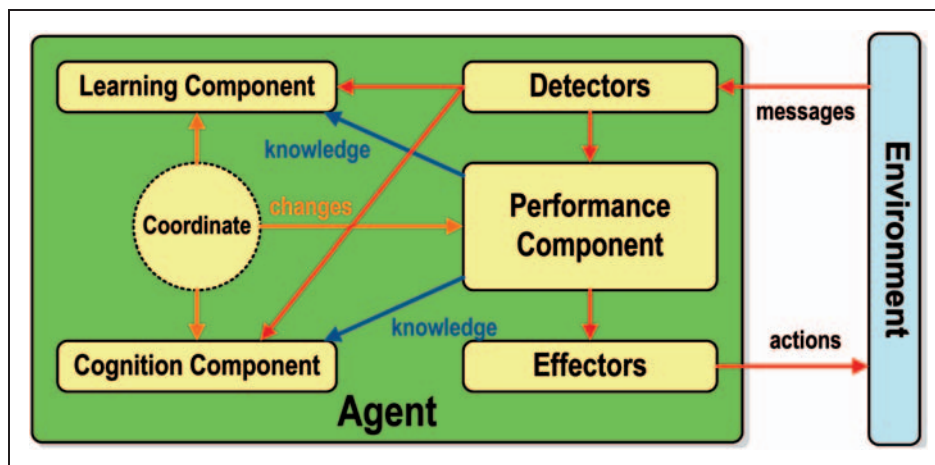 Learning Component
Detectors
messages
knowledge
Coordinate
changes
Performance
Component
knowledge
Cognition Component
Effectors
actions
Agent
Environment